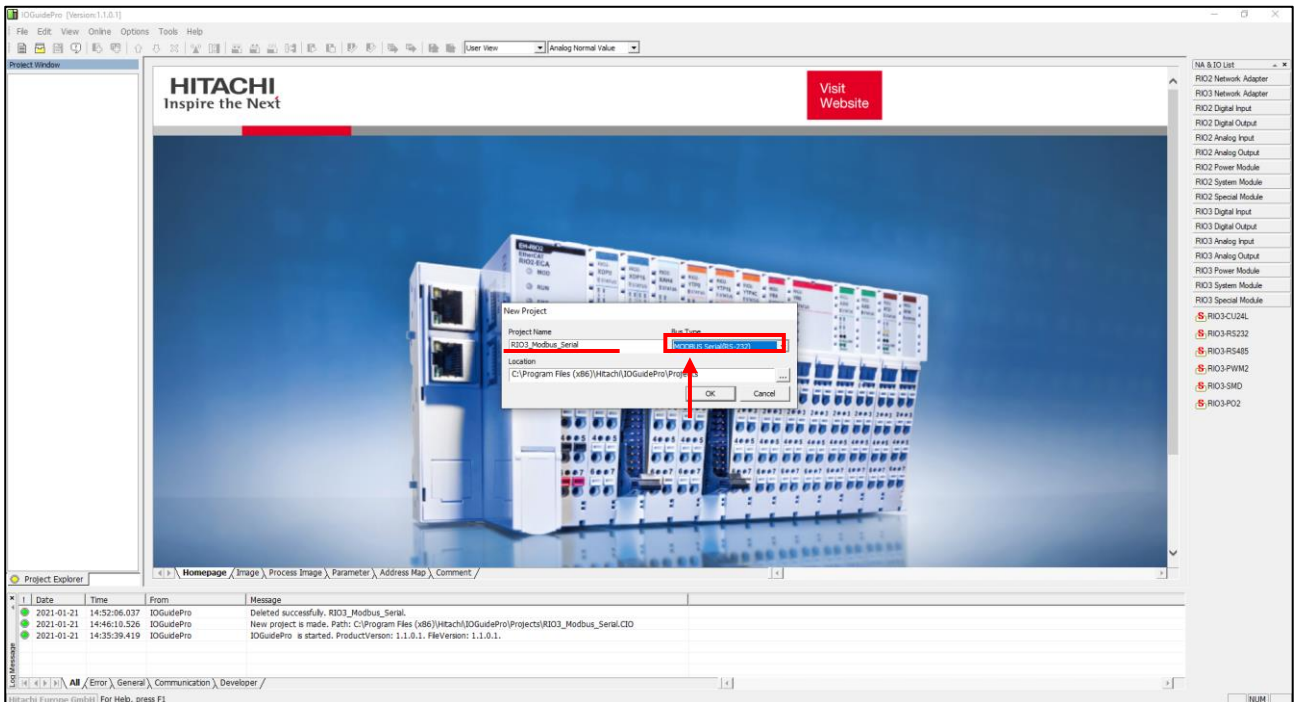 IOGuidePro [Version:1.1.0.1]
File Edit View Online Options Tools Help
User View Analog Normal Value
Project Window
HITACHI
Inspire the Next
Visit
Website
EH-RIO2
EtherCAT
RIO2-ECA
MOD
RUN
New Project
Project Name
Bus Type
RIO3_Modbus_Serial
MODBUS Serial(RS-232)
Location
C:\Program Files (x86)\Hitachi\IOGuidePro\Projects
...
OK Cancel
NA & IO List
RIO2 Network Adapter
RIO3 Network Adapter
RIO2 Digital Input
RIO2 Digital Output
RIO2 Analog Input
RIO2 Analog Output
RIO2 Power Module
RIO2 System Module
RIO2 Special Module
RIO3 Digital Input
RIO3 Digital Output
RIO3 Analog Input
RIO3 Analog Output
RIO3 Power Module
RIO3 System Module
RIO3 Special Module
S RIO3-CU24L
S RIO3-RS232
S RIO3-RS485
S RIO3-PWM2
S RIO3-SMD
S RIO3-PO2
Project Explorer
Homepage Image Process Image Parameter Address Map Comment
! Date Time From Message
2021-01-21 14:52:06.037 IOGuidePro Deleted successfully. RIO3_Modbus_Serial.
2021-01-21 14:46:10.526 IOGuidePro New project is made. Path: C:\Program Files (x86)\Hitachi\IOGuidePro\Projects\RIO3_Modbus_Serial.CIO
2021-01-21 14:35:39.419 IOGuidePro IOGuidePro is started. ProductVerson: 1.1.0.1. FileVersion: 1.1.0.1.
Log Message
All Error General Communication Developer
Hitachi Europe GmbH For Help, press F1
NUM